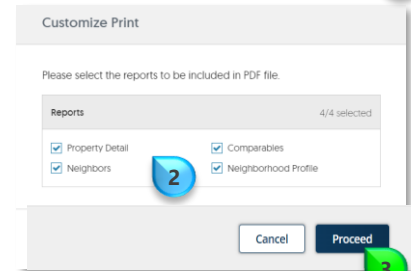 Customize Print
Please select the reports to be included in PDF file.
Reports 4/4 selected
Property Detail Comparables
Neighbors Neighborhood Profile
2
Cancel Proceed
3